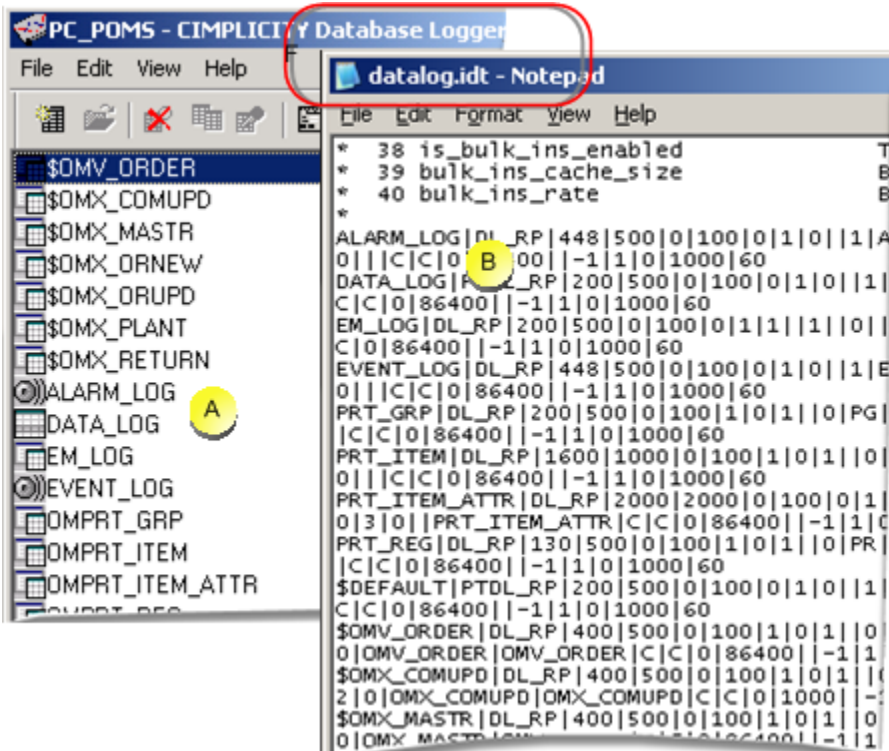 PC_POMS - CIMPLICITY Database Logger
File Edit View Help
F
$OMV_ORDER
$OMX_COMUPD
$OMX_MASTR
$OMX_ORNEW
$OMX_ORUPD
$OMX_PLANT
$OMX_RETURN
ALARM_LOG
DATA_LOG
A
EM_LOG
EVENT_LOG
OMPRT_GRP
OMPRT_ITEM
OMPRT_ITEM_ATTR
datalog.idt - Notepad
File Edit Format View Help
* 38 is_bulk_ins_enabled T
* 39 bulk_ins_cache_size B
* 40 bulk_ins_rate B
*
ALARM_LOG|DL_RP|448|500|0|100|0|1|0||1|A
0|||C|C|0 00||-1|1|0|1000|60
B
DATA_LOG| _RP|200|500|0|100|0|1|0||1|
C|C|0|86400||-1|1|0|1000|60
EM_LOG|DL_RP|200|500|0|100|0|1|1||1||0||
C|0|86400||-1|1|0|1000|60
EVENT_LOG|DL_RP|448|500|0|100|0|1|0||1|E
0|||C|C|0|86400||-1|1|0|1000|60
PRT_GRP|DL_RP|200|500|0|100|1|0|1||0|PG|
|C|C|0|86400||-1|1|0|1000|60
PRT_ITEM|DL_RP|1600|1000|0|100|1|0|1||0|
0|||C|C|0|86400||-1|1|0|1000|60
PRT_ITEM_ATTR|DL_RP|2000|2000|0|100|0|1|
0|3|0||PRT_ITEM_ATTR|C|C|0|86400||-1|1|0
PRT_REG|DL_RP|130|500|0|100|1|0|1||0|PR|
|C|C|0|86400||-1|1|0|1000|60
$DEFAULT|PTDL_RP|200|500|0|100|0|1|0||1|
C|C|0|86400||-1|1|0|1000|60
$OMV_ORDER|DL_RP|400|500|0|100|1|0|1||0|
0|OMV_ORDER|OMV_ORDER|C|C|0|86400||-1|1
$OMX_COMUPD|DL_RP|400|500|0|100|1|0|1||
2|0|OMX_COMUPD|OMX_COMUPD|C|C|0|1000||-
$OMX_MASTR|DL_RP|400|500|0|100|1|0|1||0